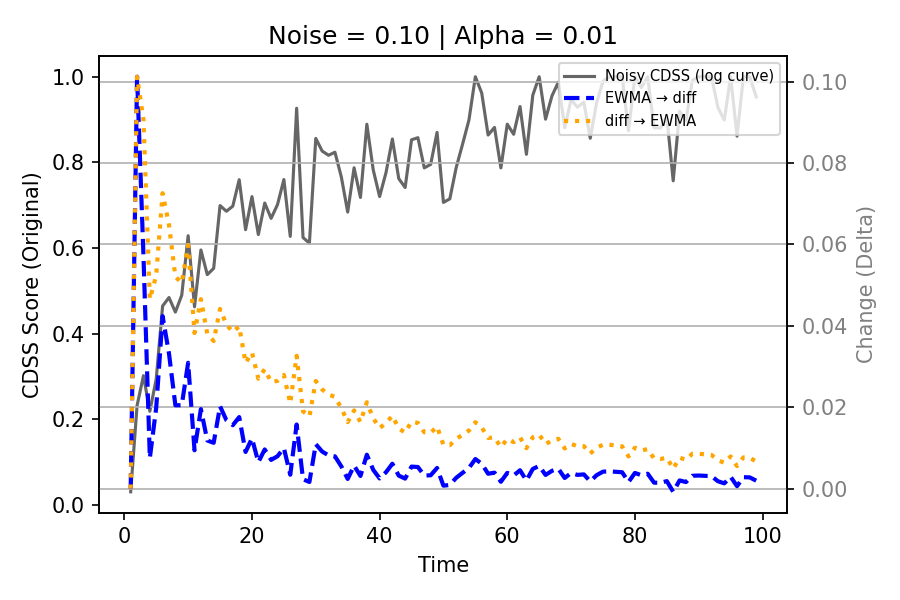 Noise = 0.10 | Alpha = 0.01
Noisy CDSS (log curve)
EWMA → diff
diff → EWMA
CDSS Score (Original)
1.0
0.8
0.6
0.4
0.2
0.0
0.10
0.08
0.06
0.04
0.02
0.00
Change (Delta)
0
20
40
60
80
100
Time